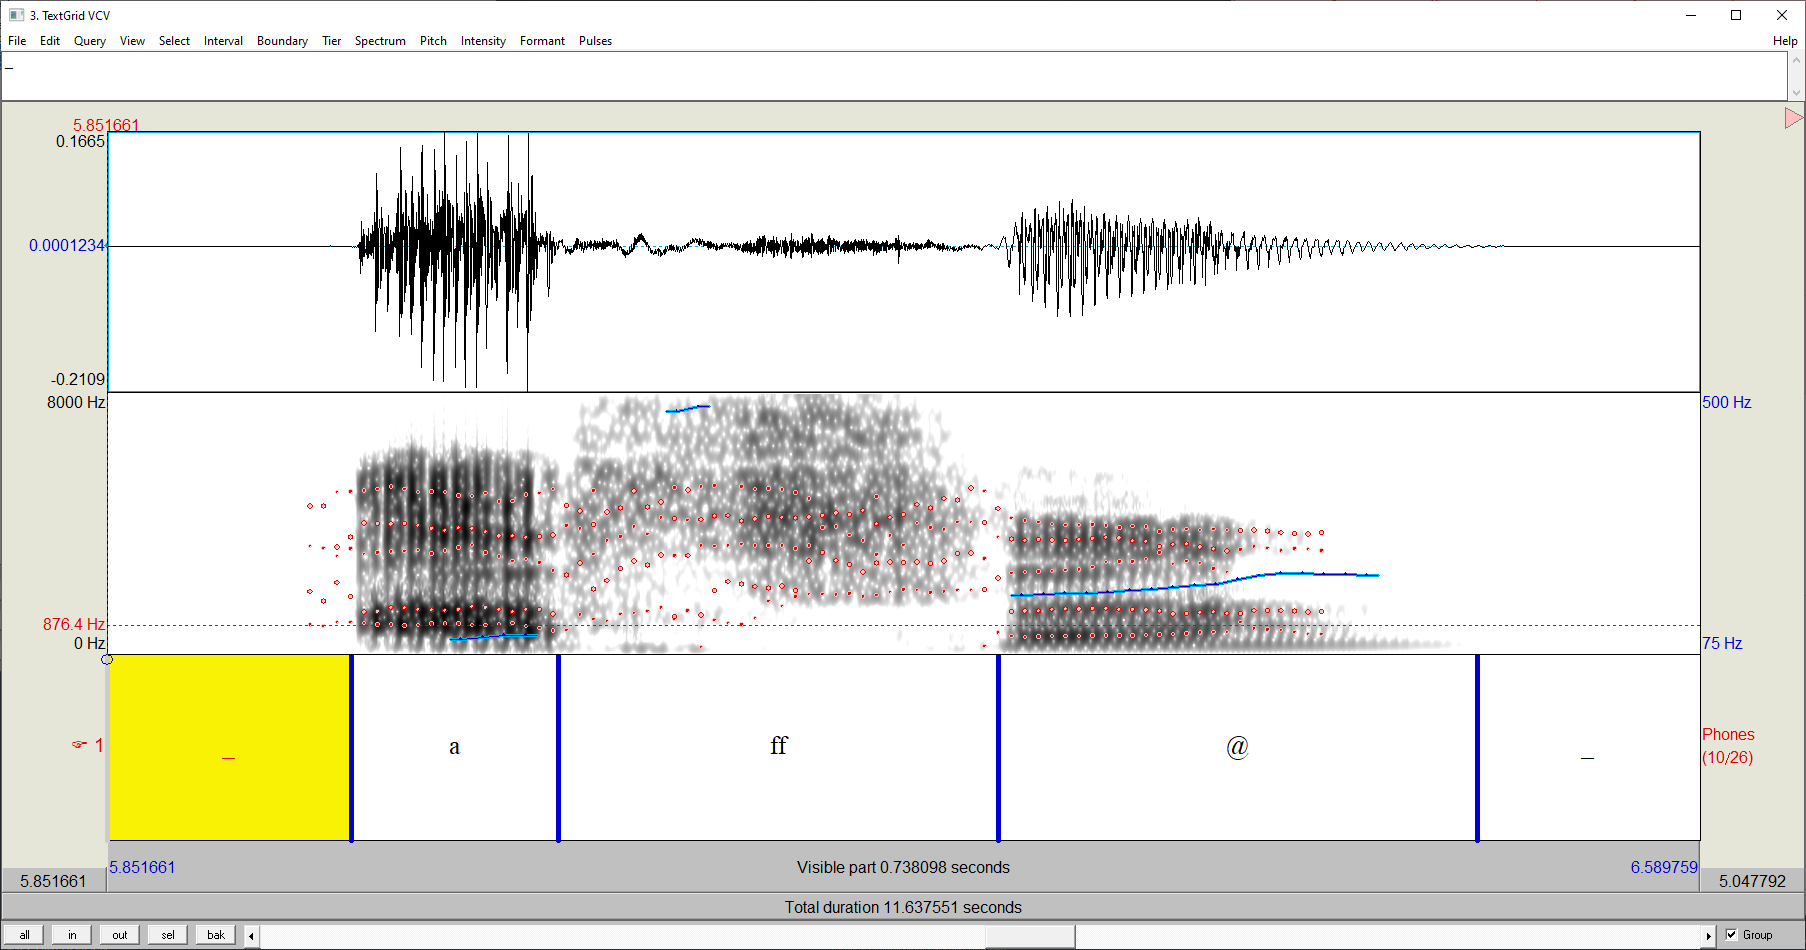 3. TextGrid VCV
File Edit Query View Select Interval Boundary Tier Spectrum Pitch Intensity Formant Pulses Help
–
5.851661
0.1665
0.0001234
-0.2109
8000 Hz
500 Hz
876.4 Hz
0 Hz
75 Hz
☞ 1
_ a ff @ _
Phones
(10/26)
5.851661 Visible part 0.738098 seconds 6.589759
5.851661 5.047792
Total duration 11.637551 seconds
all in out sel bak Group